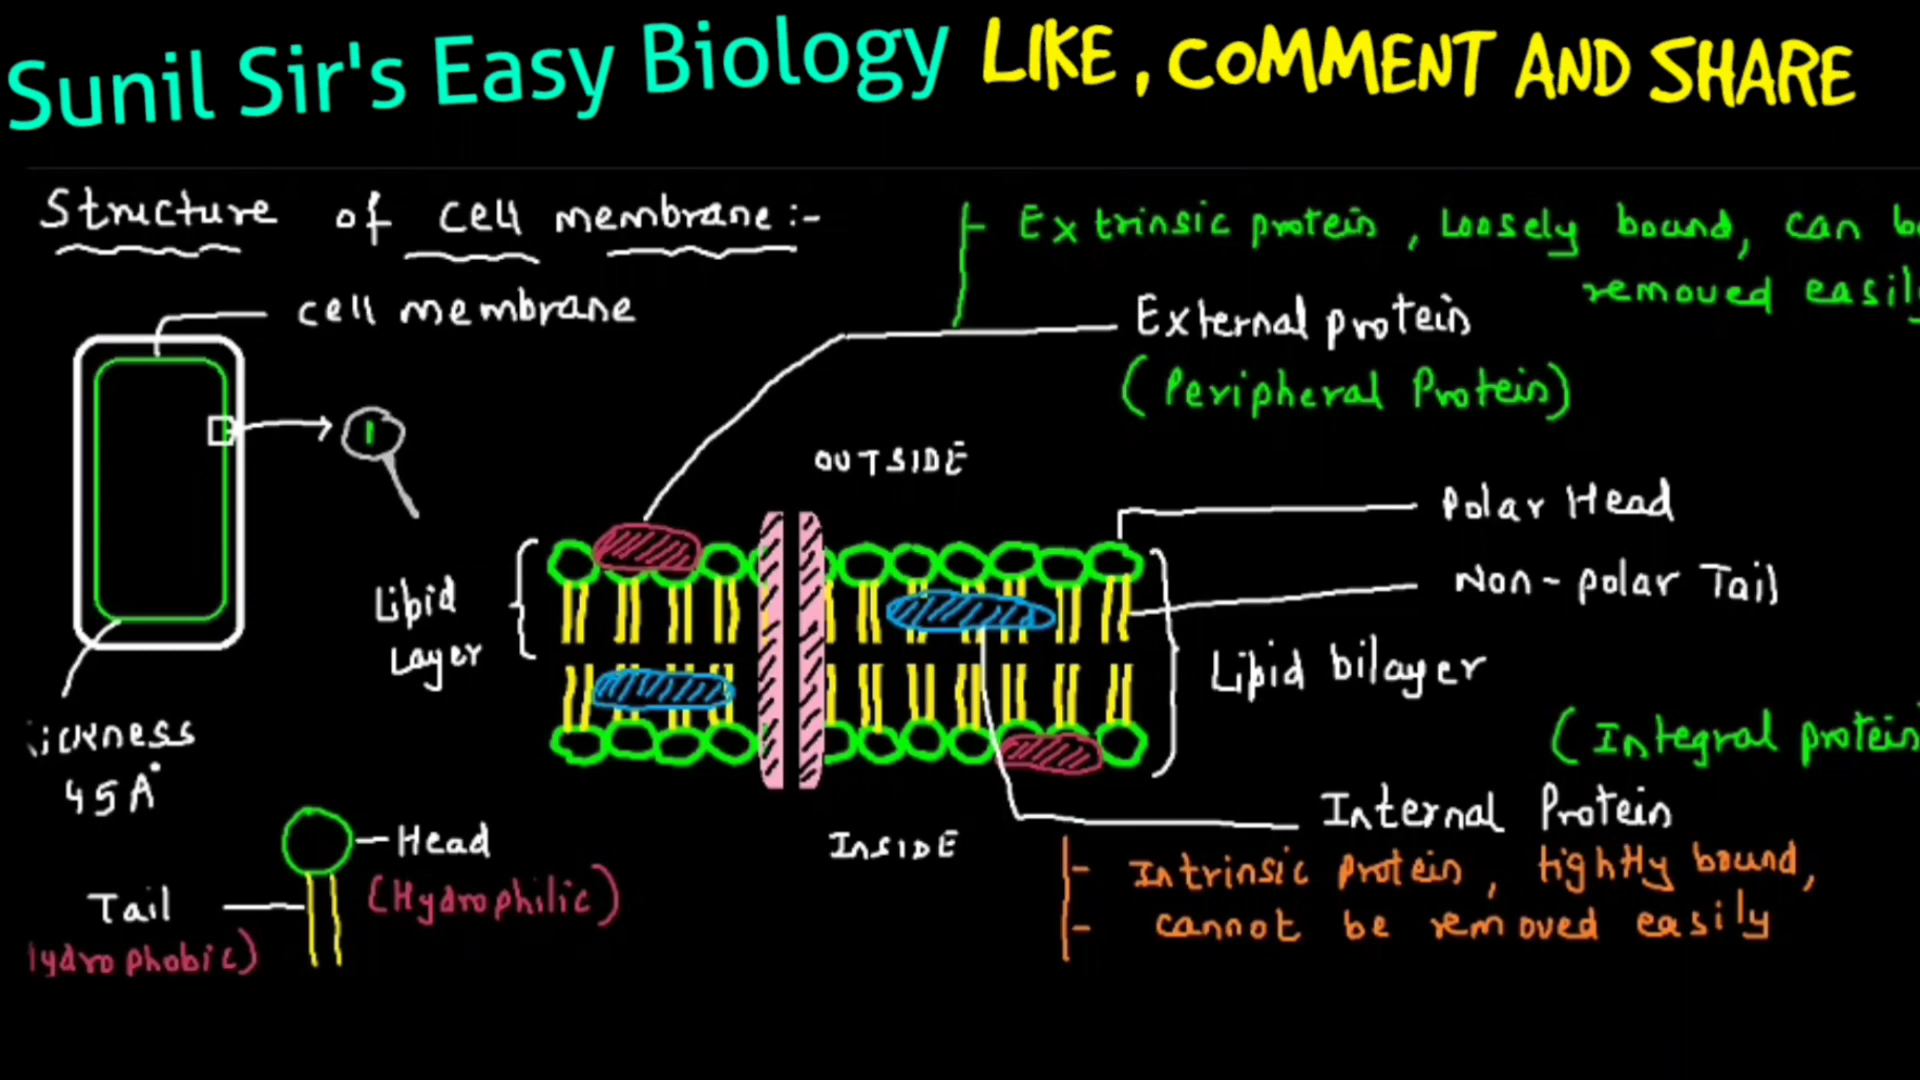 Sunil Sir's Easy Biology LIKE, COMMENT AND SHARE
Structure of cell membrane:-
Extrinsic protein, Loosely bound, can
removed
cell membrane
External protein
(Peripheral Protein)
OUTSIDE
Polar Head
Non-polar Tail
Lipid
Layer
Lipid bilayer
(Integral protein
45A°
Internal Protein
INSIDE
Head
(Hydrophilic)
Tail
Intrinsic protein, tightly bound,
cannot be removed easily